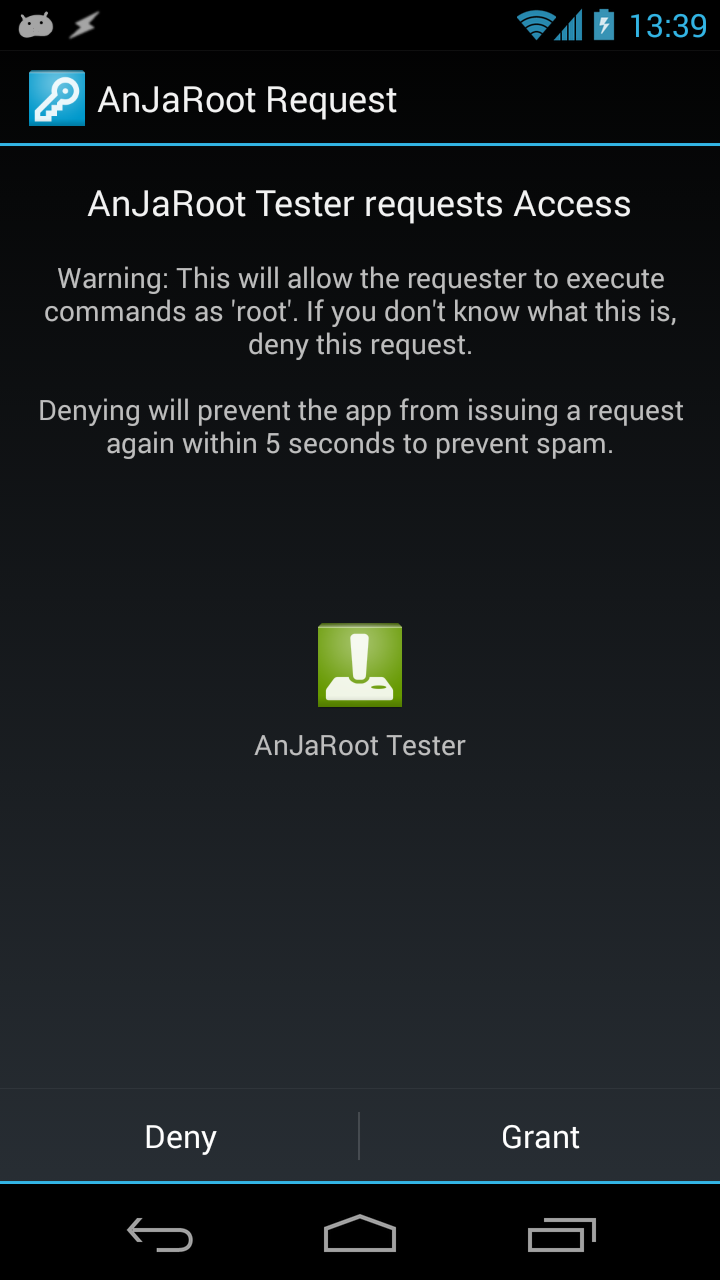 13:39
AnJaRoot Request
AnJaRoot Tester requests Access
Warning: This will allow the requester to execute
commands as 'root'. If you don't know what this is,
deny this request.
Denying will prevent the app from issuing a request
again within 5 seconds to prevent spam.
AnJaRoot Tester
Deny
Grant